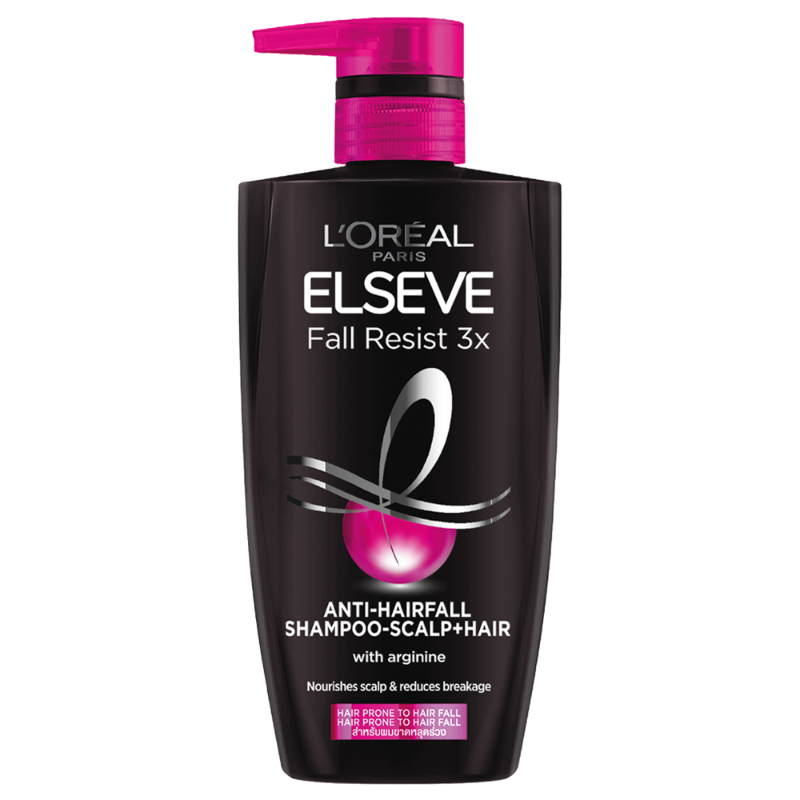 L'ORÉAL
PARIS
ELSEVE
Fall Resist 3x
ANTI-HAIRFALL
SHAMPOO-SCALP+HAIR
with arginine
Nourishes scalp & reduces breakage
HAIR PRONE TO HAIR FALL
HAIR PRONE TO HAIR FALL
สำหรับผมขาดหลุดร่วง